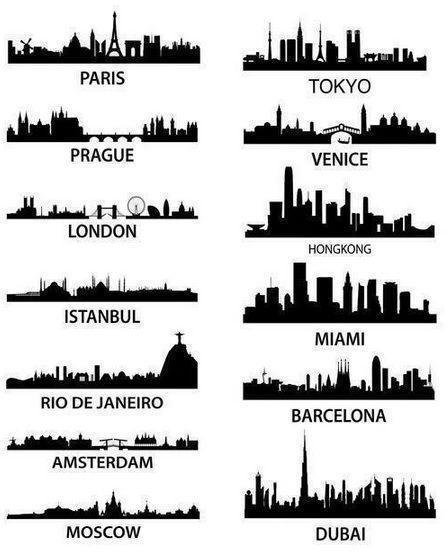 PARIS
PRAGUE
LONDON
ISTANBUL
RIO DE JANEIRO
AMSTERDAM
MOSCOW
TOKYO
VENICE
HONGKONG
MIAMI
BARCELONA
DUBAI